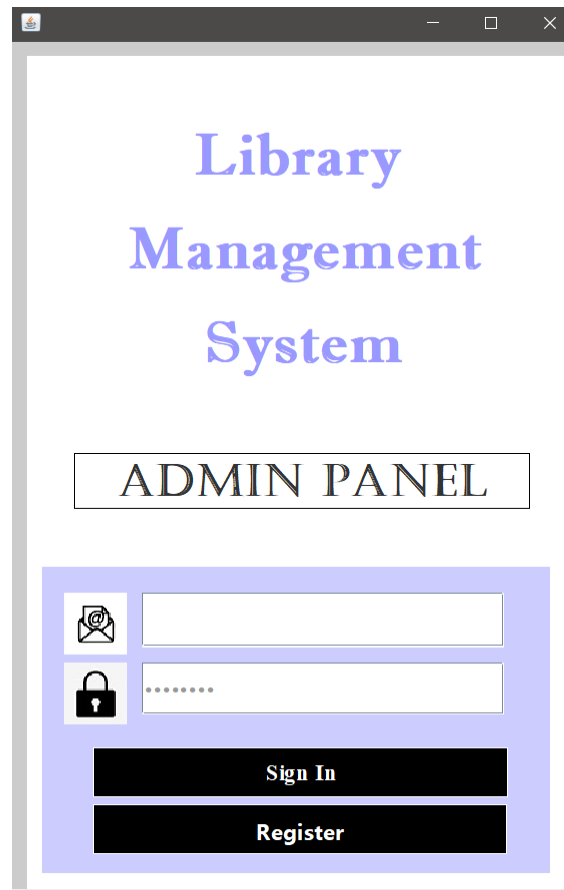 Library
Management
System
ADMIN PANEL
@
••••••••
Sign In
Register